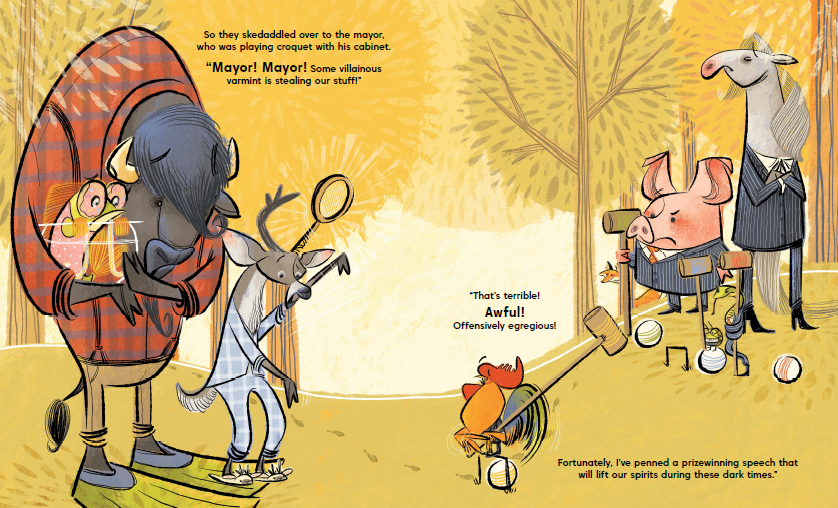 So they skedaddled over to the mayor,
who was playing croquet with his cabinet.
“Mayor! Mayor! Some villainous
varmint is stealing our stuff!”
“That’s terrible!
Awful!
Offensively egregious!
Fortunately, I’ve penned a prizewinning speech that
will lift our spirits during these dark times.”